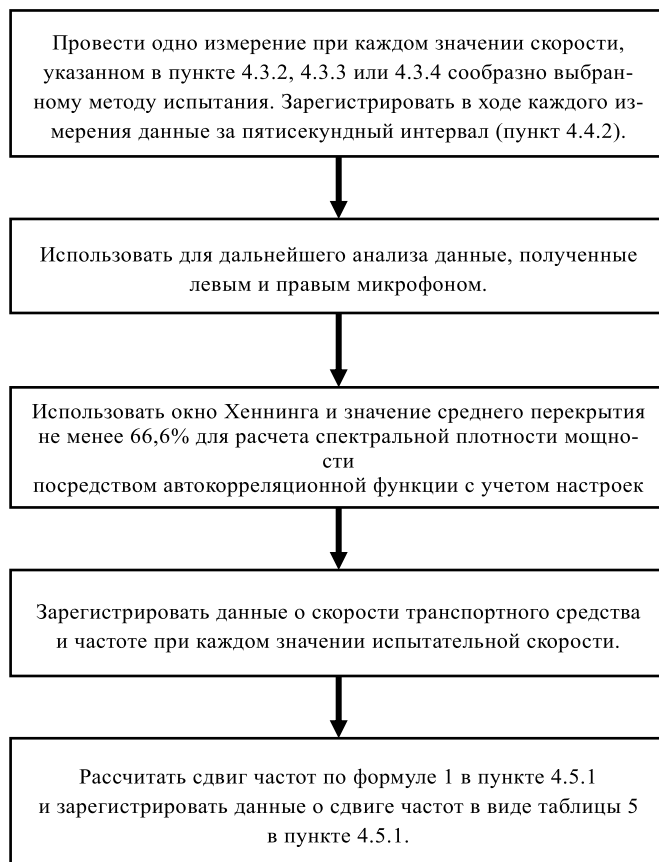 Провести одно измерение при каждом значении скорости,
указанном в пункте 4.3.2, 4.3.3 или 4.3.4 сообразно выбран-
ному методу испытания. Зарегистрировать в ходе каждого из-
мерения данные за пятисекундный интервал (пункт 4.4.2).
Использовать для дальнейшего анализа данные, полученные
левым и правым микрофоном.
Использовать окно Хеннинга и значение среднего перекрытия
не менее 66,6% для расчета спектральной плотности мощно-
сти
посредством автокорреляционной функции с учетом настроек
Зарегистрировать данные о скорости транспортного средства
и частоте при каждом значении испытательной скорости.
Рассчитать сдвиг частот по формуле 1 в пункте 4.5.1
и зарегистрировать данные о сдвиге частот в виде таблицы 5
в пункте 4.5.1.